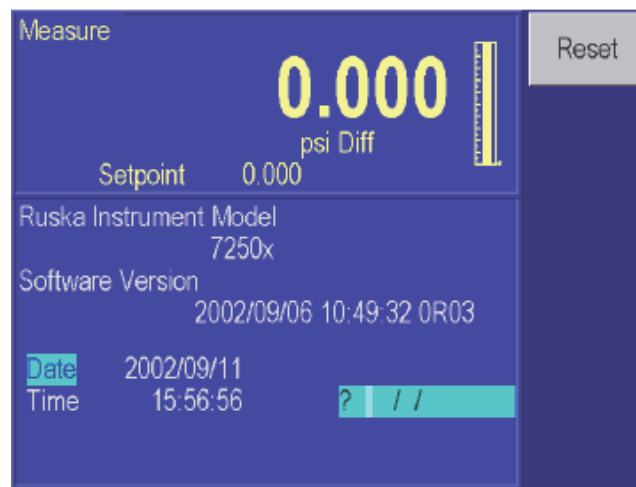 Measure
Reset
0.000
psi Diff
Setpoint 0.000
Ruska Instrument Model
7250x
Software Version
2002/09/06 10:49:32 0R03
Date 2002/09/11
Time 15:56:56 ? / /